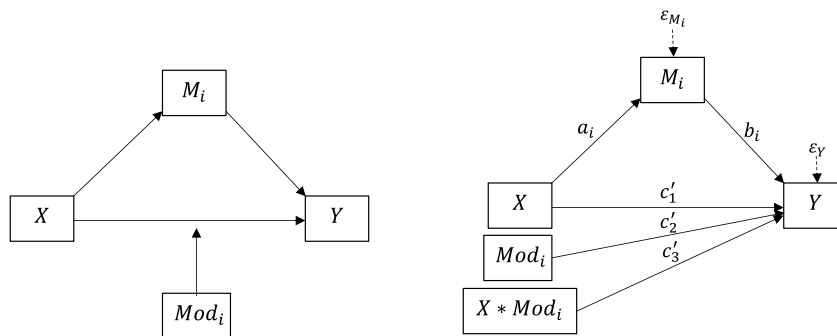 M_i
X
Y
Mod_i
ε_{M_i}
M_i
a_i
b_i
ε_Y
X
c'_1
Y
c'_2
Mod_i
c'_3
X * Mod_i